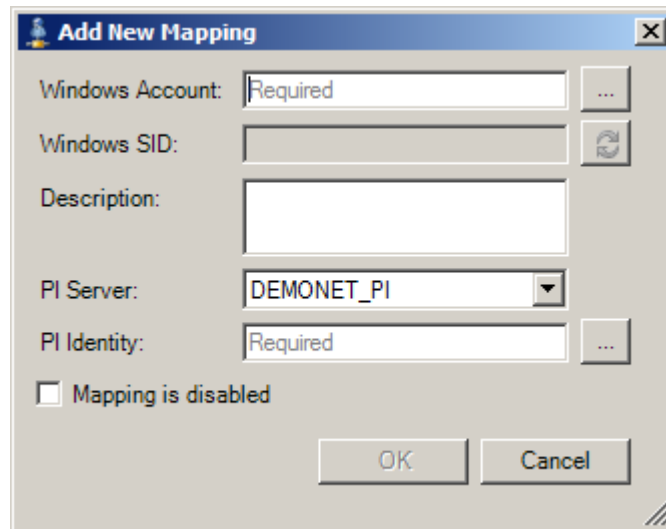 Add New Mapping
Windows Account: Required ...
Windows SID:
Description:
PI Server: DEMONET_PI
PI Identity: Required ...
Mapping is disabled
OK Cancel